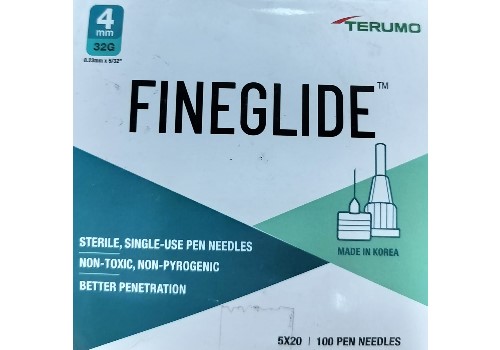 4
mm
32G
0.23mm x 5/32"
TERUMO
FINEGLIDE™
STERILE, SINGLE-USE PEN NEEDLES
NON-TOXIC, NON-PYROGENIC
BETTER PENETRATION
MADE IN KOREA
5X20 | 100 PEN NEEDLES